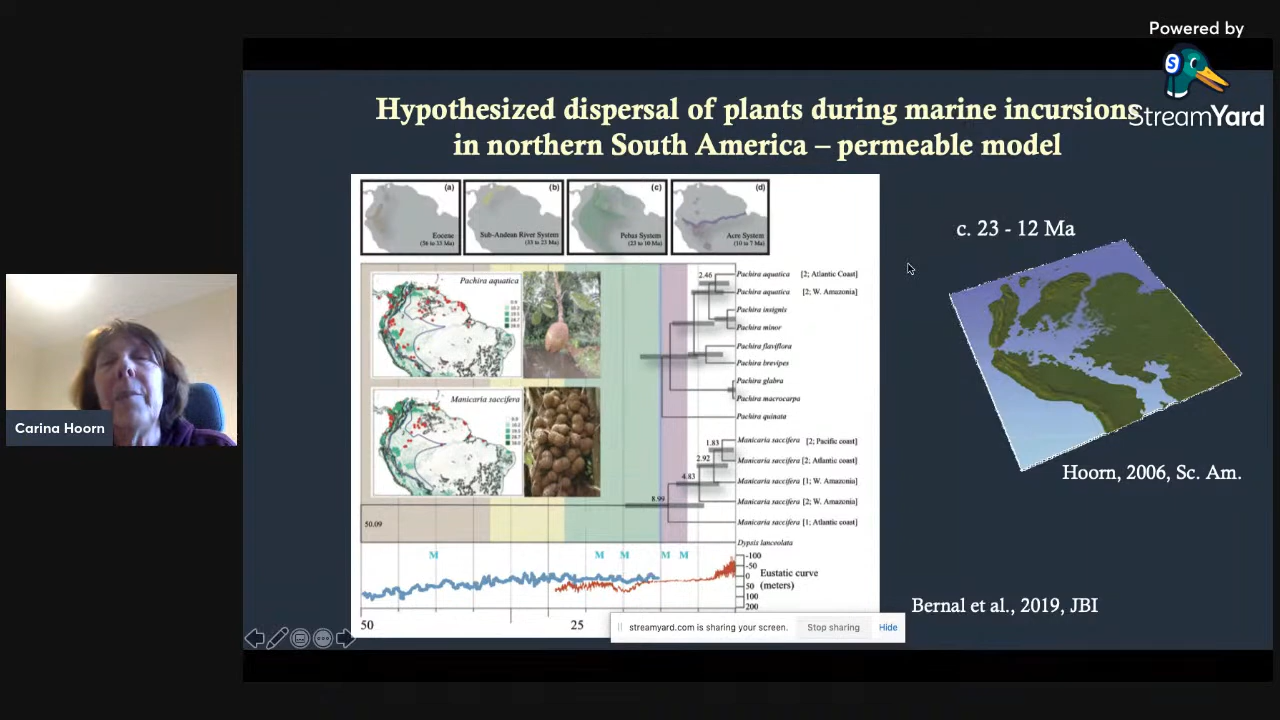 Powered by
StreamYard
Hypothesized dispersal of plants during marine incursions
in northern South America – permeable model
(a)
Eocene
(b)
Sub-Andean River System
(33 to 23 Ma)
(c)
Pebas System
(23 to 10 Ma)
(d)
Acre System
(10 to 7 Ma)
c. 23 - 12 Ma
Pachira aquatica
Manicaria saccifera
2.46
Pachira aquatica [2; Atlantic Coast]
Pachira aquatica [2; W. Amazonia]
Pachira insignis
Pachira minor
Pachira flaviflora
Pachira brevipes
Pachira glabra
Pachira macrocarpa
Pachira quinata
1.83
Manicaria saccifera [2; Pacific coast]
2.92
Manicaria saccifera [2; Atlantic coast]
4.83
Manicaria saccifera [1; W. Amazonia]
8.99
Manicaria saccifera [2; W. Amazonia]
50.09
Manicaria saccifera [1; Atlantic coast]
Dypsis lanceolata
M M M M M
-100
-50
0
50
100
200
Eustatic curve
(meters)
50
25
Hoorn, 2006, Sc. Am.
Bernal et al., 2019, JBI
Carina Hoorn
streamyard.com is sharing your screen.
Stop sharing
Hide